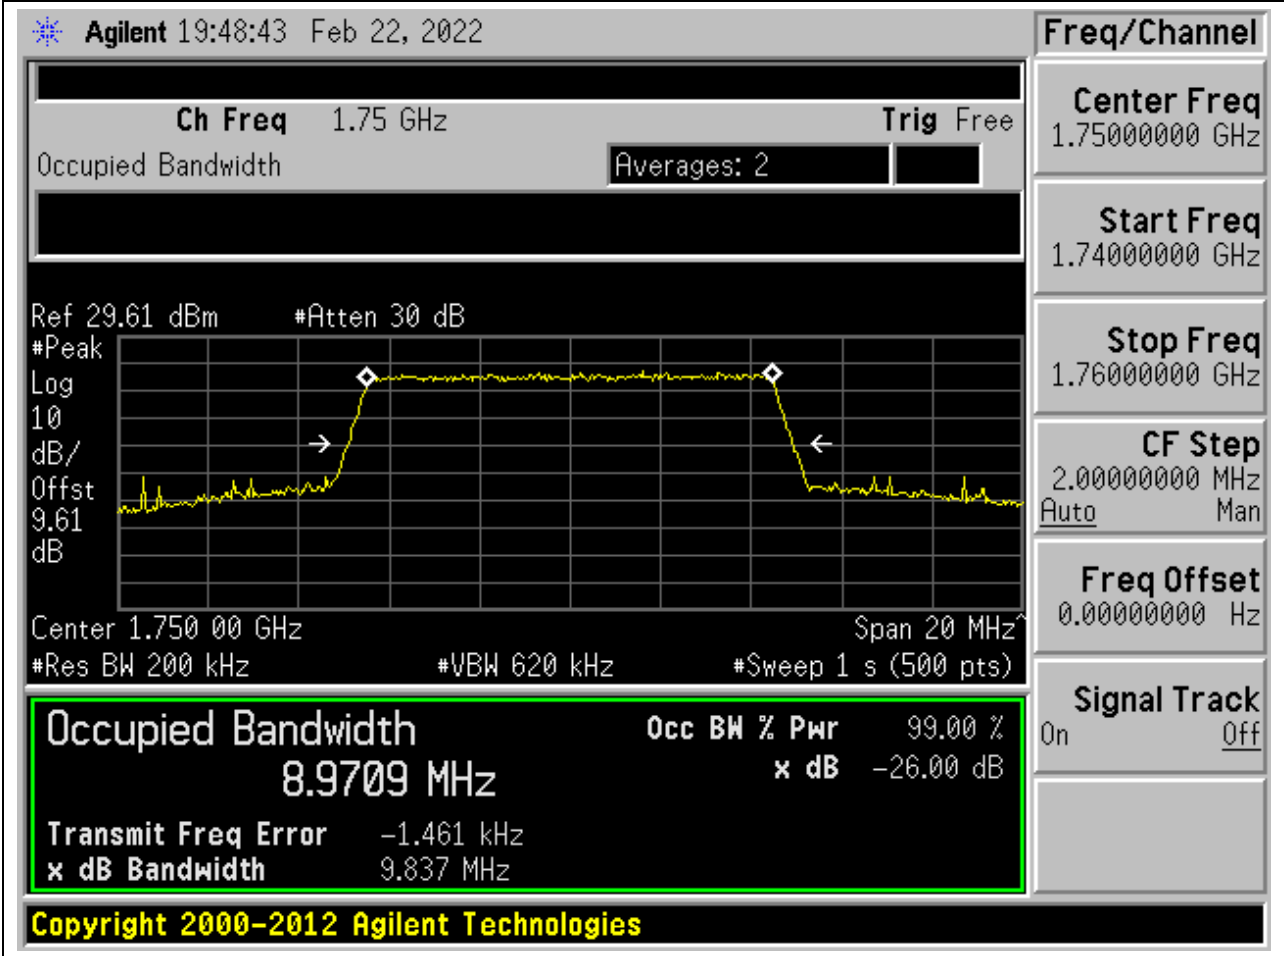 Agilent 19:48:43 Feb 22, 2022
Freq/Channel
Ch Freq 1.75 GHz Trig Free
Occupied Bandwidth Averages: 2
Center Freq
1.75000000 GHz
Start Freq
1.74000000 GHz
Stop Freq
1.76000000 GHz
CF Step
2.00000000 MHz
Auto Man
Freq Offset
0.00000000 Hz
Signal Track
On Off
Ref 29.61 dBm #Atten 30 dB
#Peak
Log
10
dB/
Offst
9.61
dB
Center 1.750 00 GHz Span 20 MHz^
#Res BW 200 kHz #VBW 620 kHz #Sweep 1 s (500 pts)
Occupied Bandwidth Occ BW % Pwr 99.00 %
8.9709 MHz x dB -26.00 dB
Transmit Freq Error -1.461 kHz
x dB Bandwidth 9.837 MHz
Copyright 2000-2012 Agilent Technologies